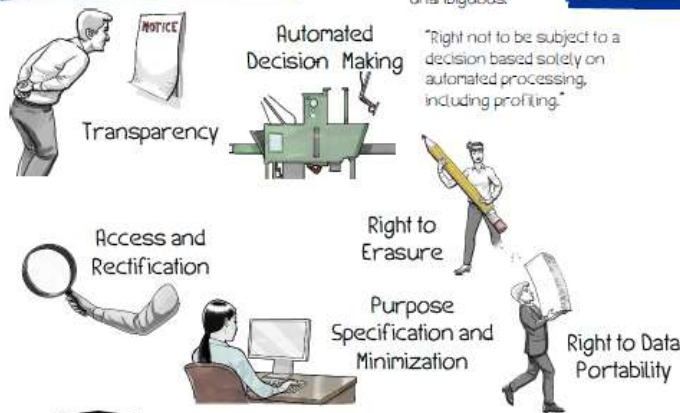 unambiguous.
NOTICE
Transparency
Automated
Decision Making
"Right not to be subject to a
decision based solely on
automated processing,
including profiling."
Access and
Rectification
Right to
Erasure
Purpose
Specification and
Minimization
Right to Data
Portability